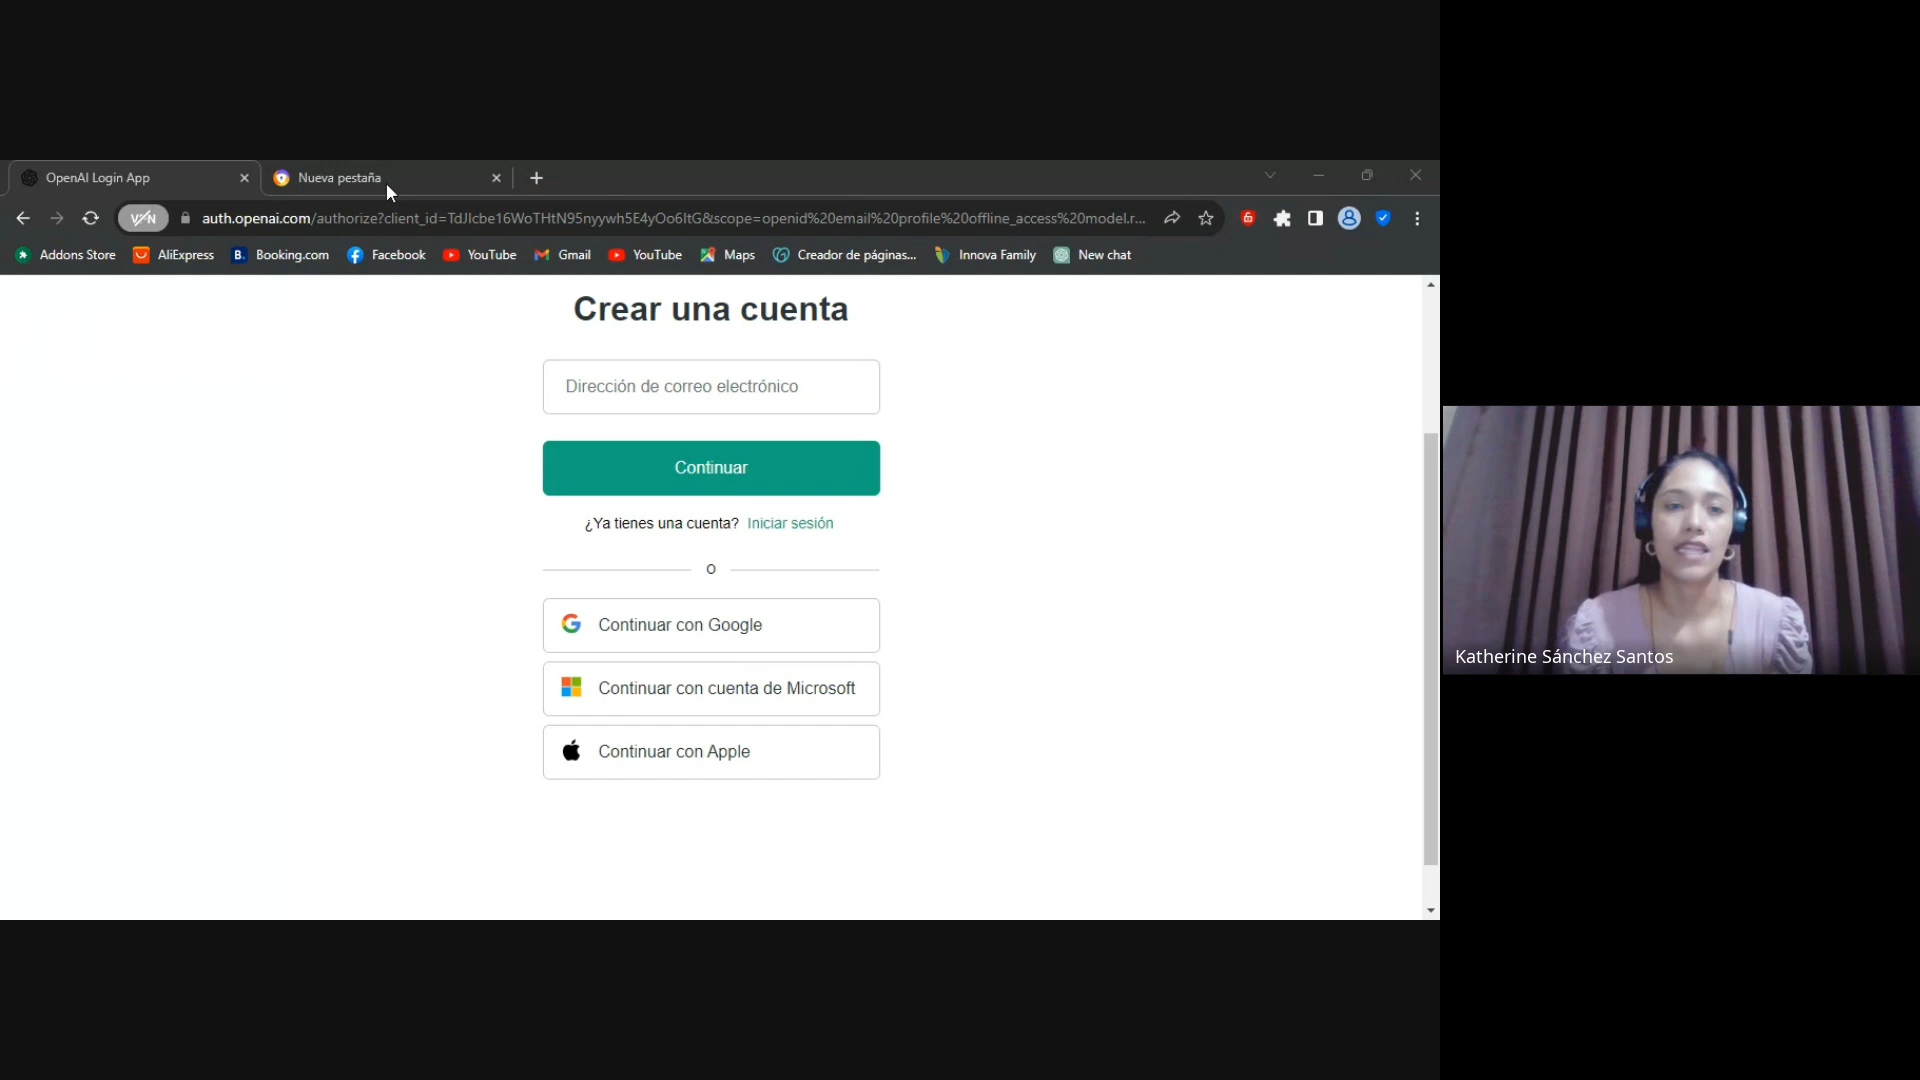 OpenAI Login App
Nueva pestaña
VPN
auth.openai.com/authorize?client_id=TdJIcbe16WoTHtN95nyywh5E4yOo6ItG&scope=openid%20email%20profile%20offline_access%20model.r...
6
Addons Store
AliExpress
B. Booking.com
Facebook
YouTube
Gmail
YouTube
Maps
Creador de páginas...
Innova Family
New chat
Crear una cuenta
Dirección de correo electrónico
Continuar
¿Ya tienes una cuenta? Iniciar sesión
O
Continuar con Google
Continuar con cuenta de Microsoft
Continuar con Apple
Katherine Sánchez Santos